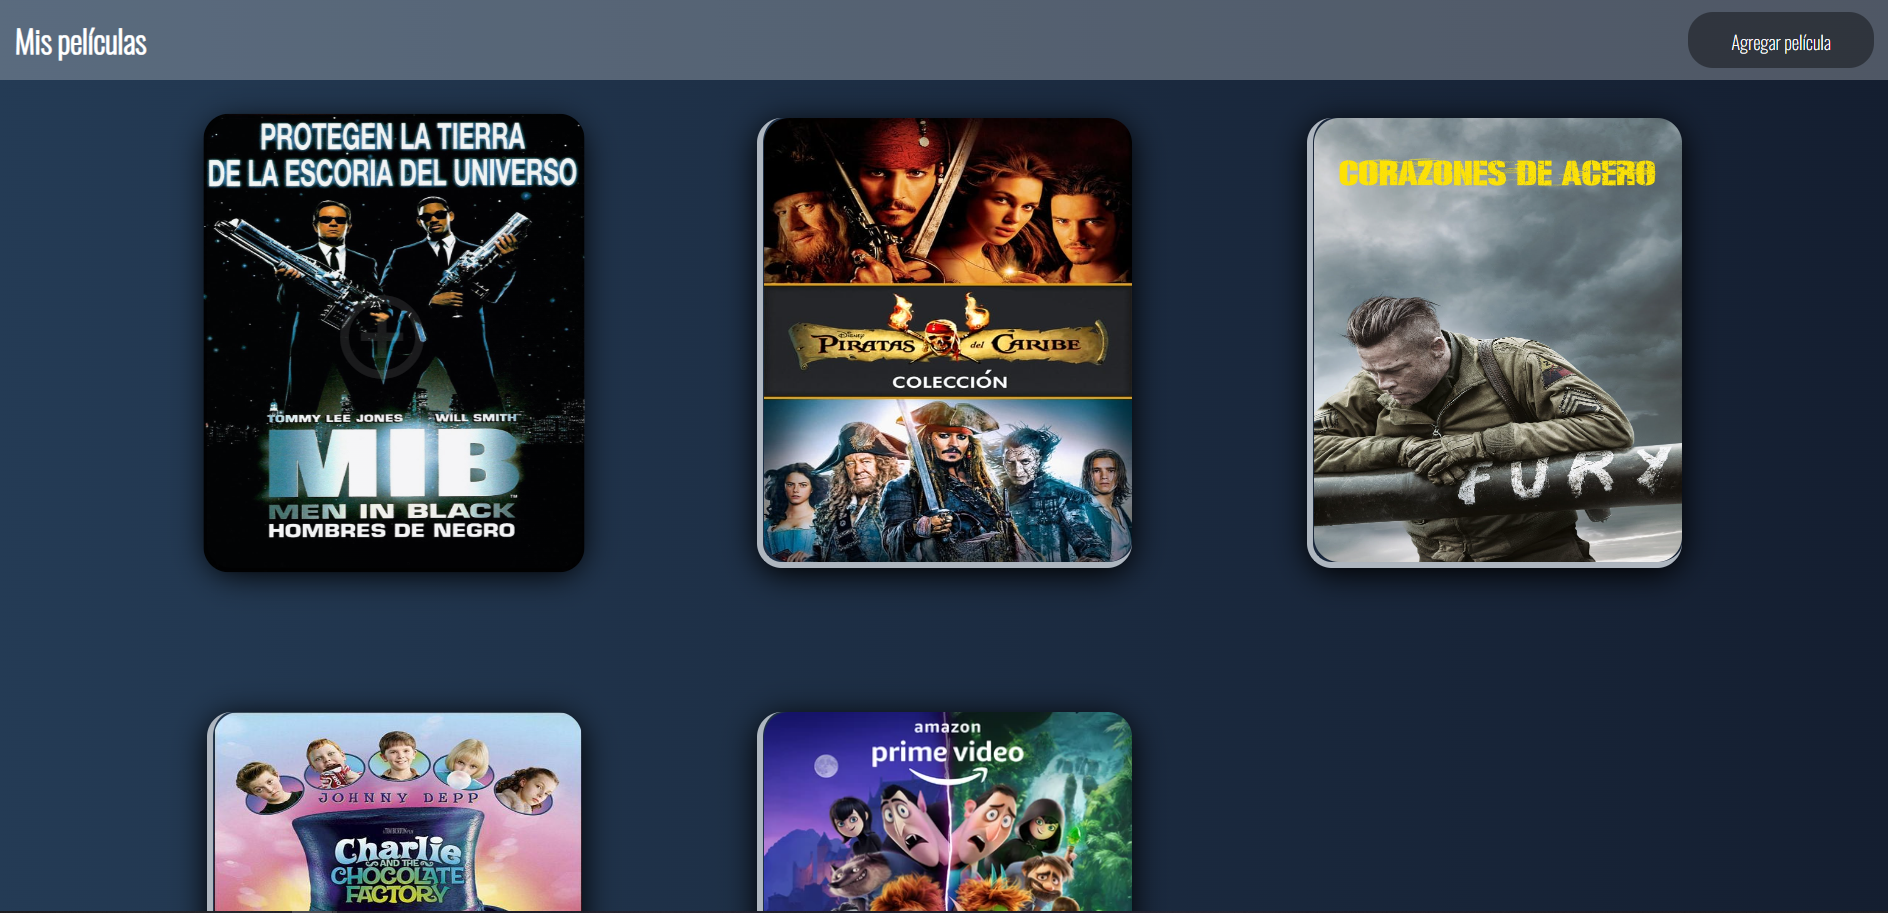 Mis películas
Agregar película
PROTEGEN LA TIERRA
DE LA ESCORIA DEL UNIVERSO
TOMMY LEE JONES WILL SMITH
MIB
™
MEN IN BLACK
HOMBRES DE NEGRO
DISNEY
PIRATAS del CARIBE
COLECCIÓN
CORAZONES DE ACERO
FURY
JOHNNY DEPP
Charlie
AND THE
CHOCOLATE
FACTORY
amazon
prime video